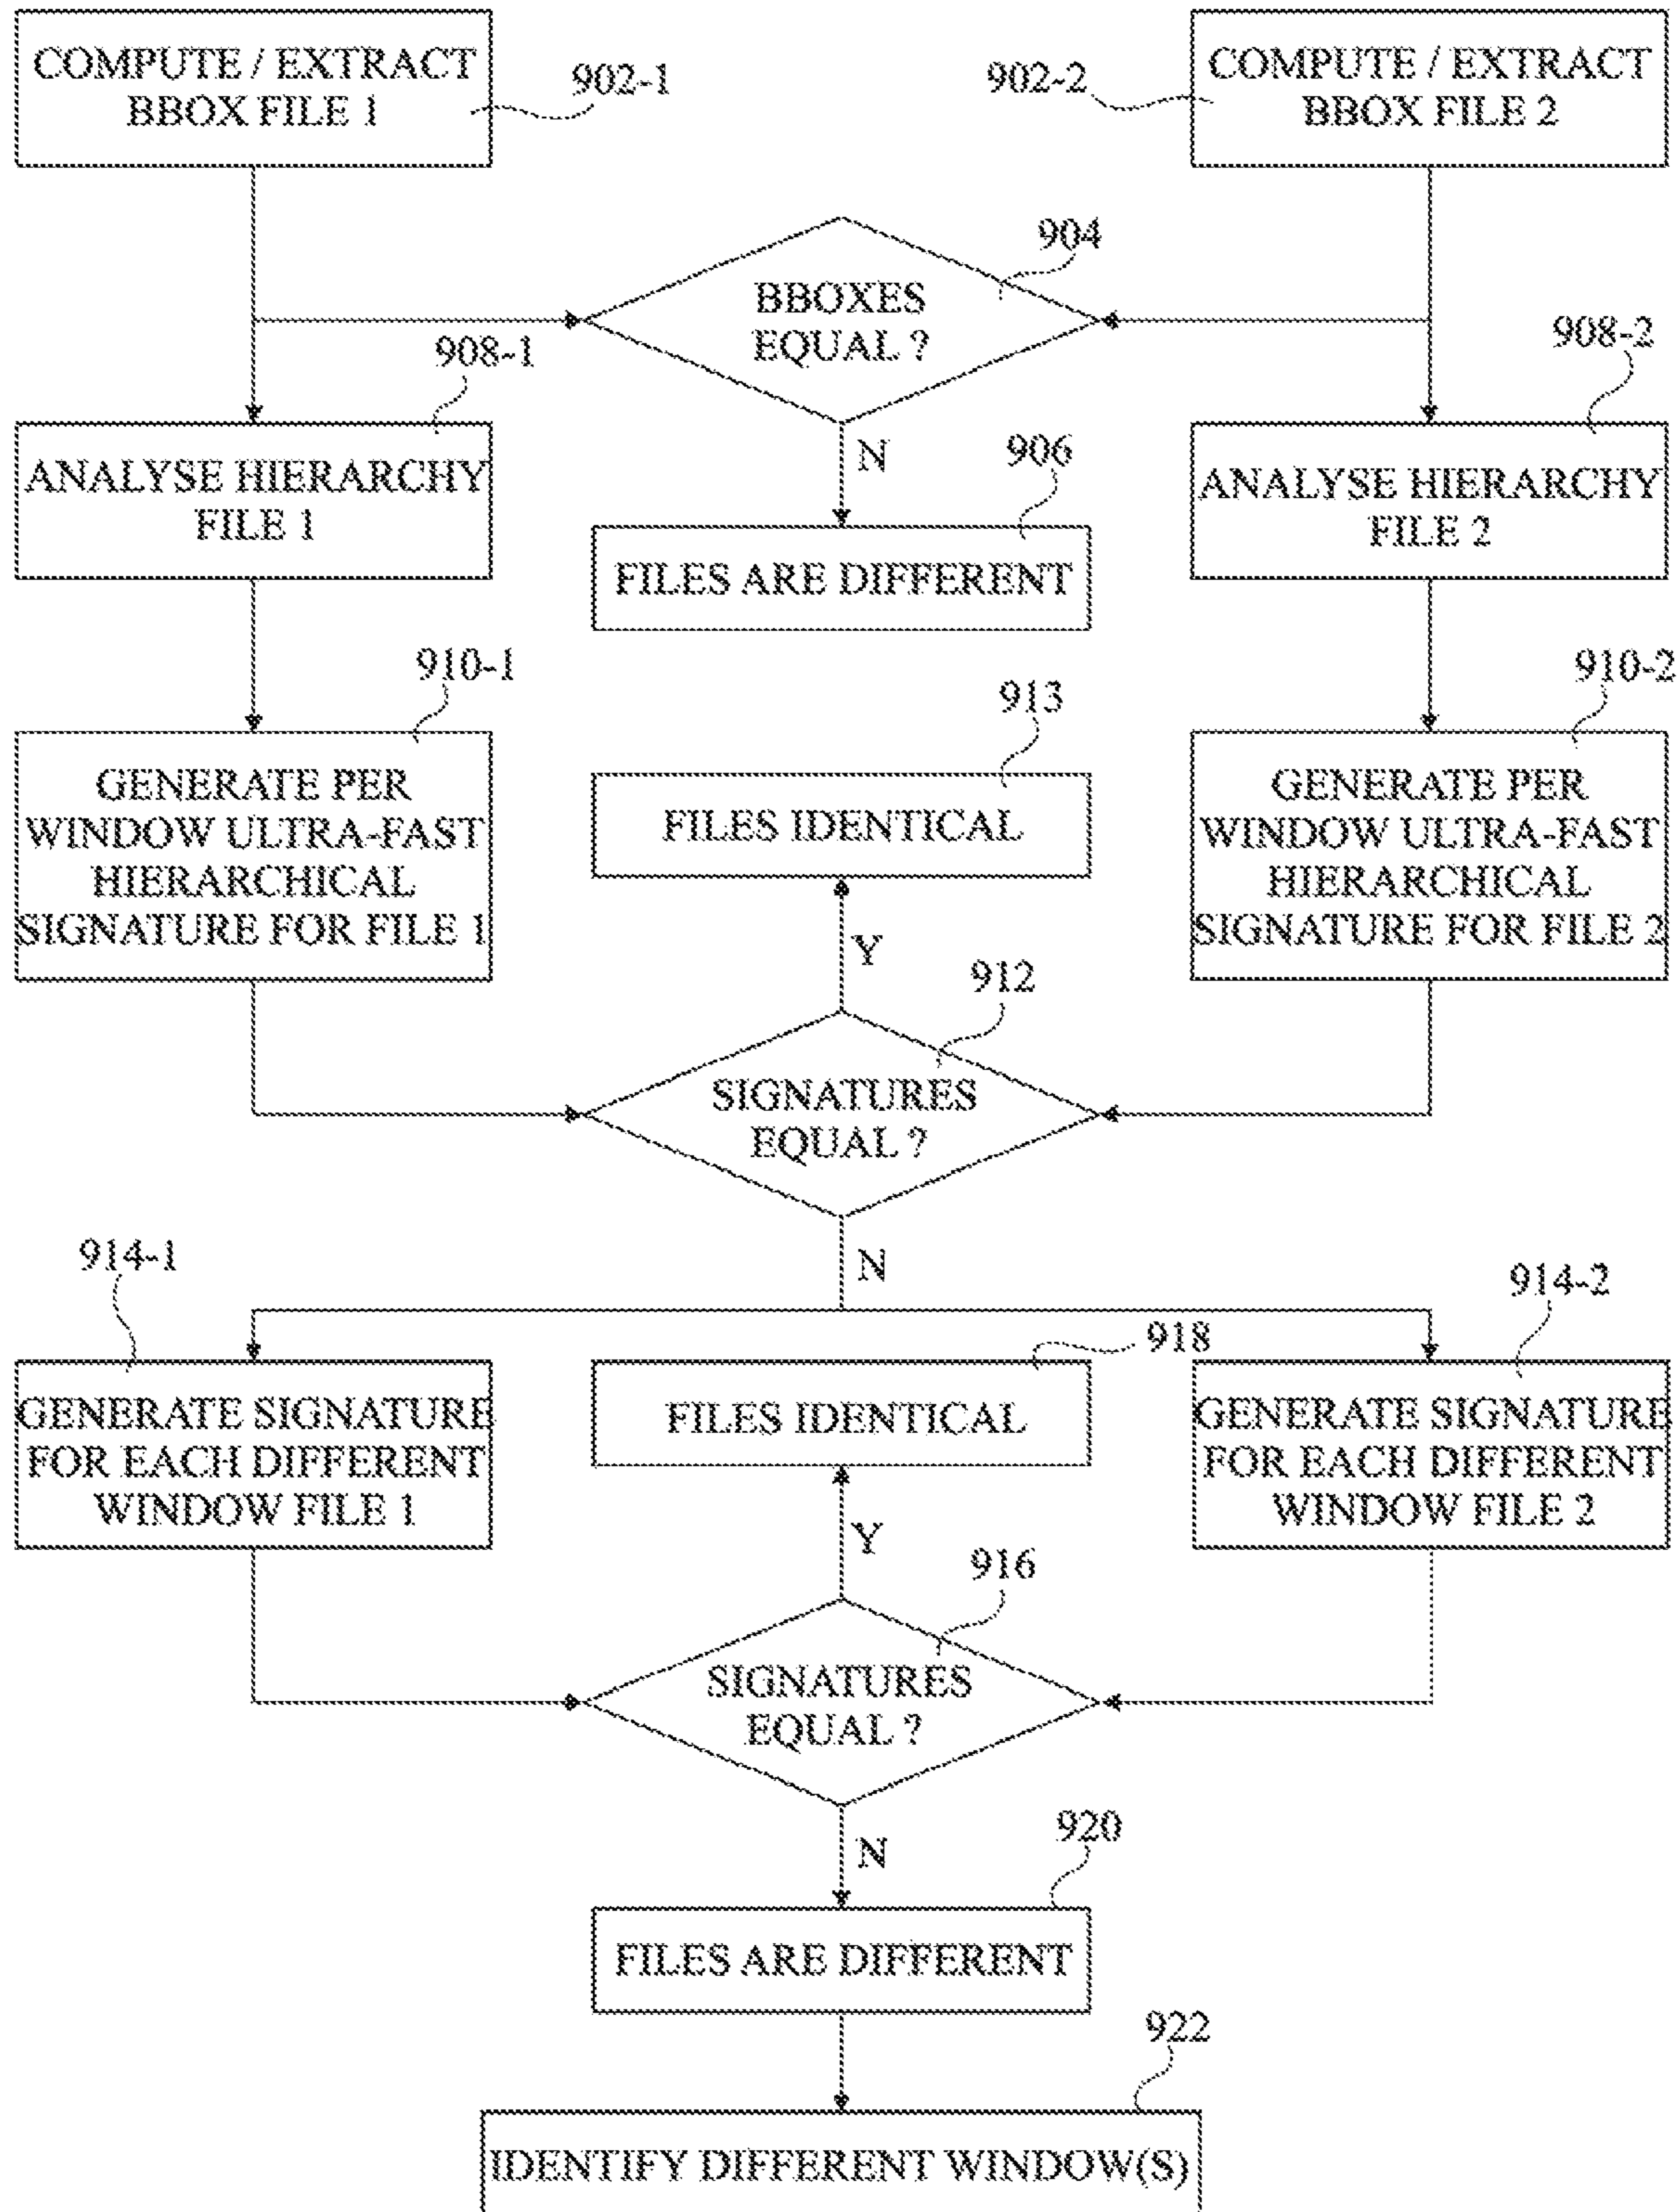 COMPUTE / EXTRACT
BBOX FILE 1
902-1
902-2
COMPUTE / EXTRACT
BBOX FILE 2
904
BBOXES
EQUAL ?
908-1
908-2
N
906
ANALYSE HIERARCHY
FILE 1
FILES ARE DIFFERENT
ANALYSE HIERARCHY
FILE 2
910-1
910-2
913
GENERATE PER
WINDOW ULTRA-FAST
HIERARCHICAL
SIGNATURE FOR FILE 1
FILES IDENTICAL
GENERATE PER
WINDOW ULTRA-FAST
HIERARCHICAL
SIGNATURE FOR FILE 2
Y
912
SIGNATURES
EQUAL ?
N
914-1
914-2
918
GENERATE SIGNATURE
FOR EACH DIFFERENT
WINDOW FILE 1
FILES IDENTICAL
GENERATE SIGNATURE
FOR EACH DIFFERENT
WINDOW FILE 2
Y
916
SIGNATURES
EQUAL ?
N
920
FILES ARE DIFFERENT
922
IDENTIFY DIFFERENT WINDOW(S)